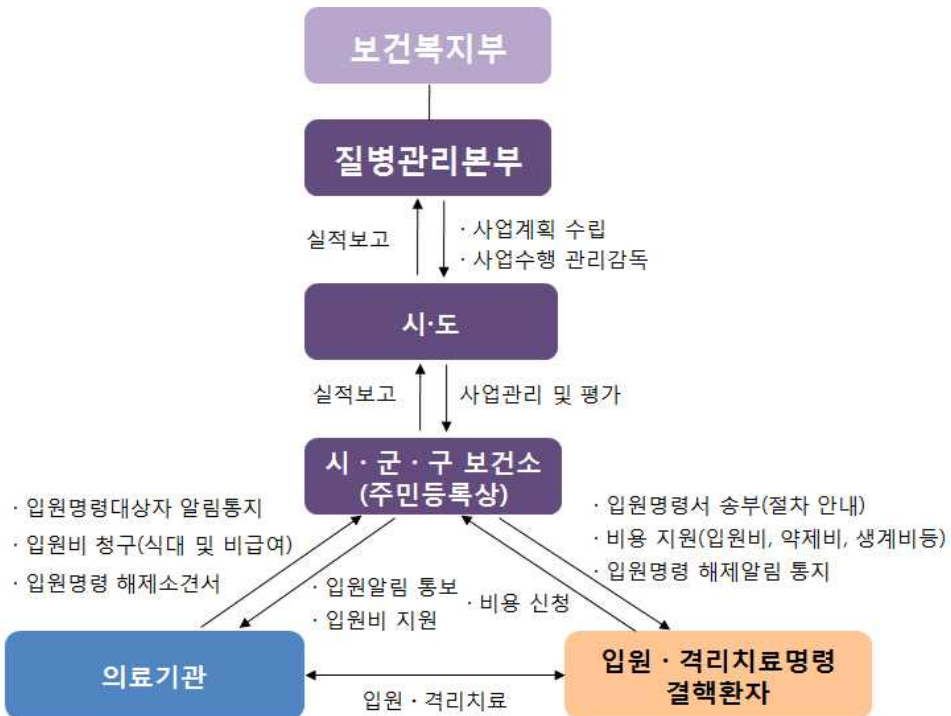 보건복지부
질병관리본부
실적보고
· 사업계획 수립
· 사업수행 관리감독
시·도
실적보고
사업관리 및 평가
시 · 군 · 구 보건소
(주민등록상)
· 입원명령대상자 알림통지
· 입원비 청구(식대 및 비급여)
· 입원명령 해제소견서
· 입원명령서 송부(절차 안내)
· 비용 지원(입원비, 약제비, 생계비등)
· 입원명령 해제알림 통지
· 입원알림 통보
· 입원비 지원
· 비용 신청
의료기관
입원 · 격리치료
입원 · 격리치료명령
결핵환자